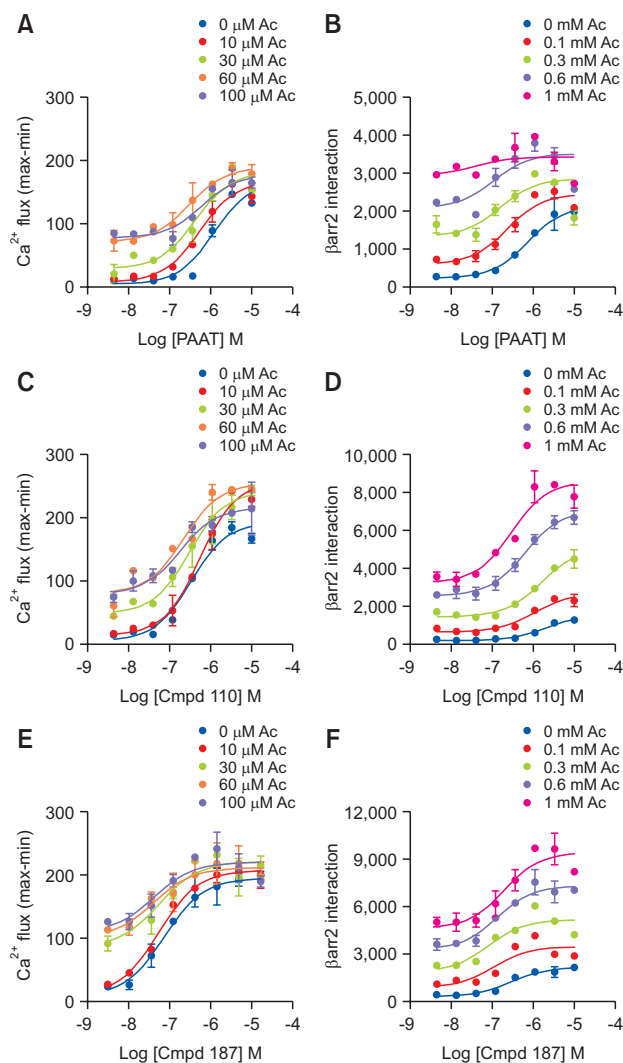 A
0 μM Ac
10 μM Ac
30 μM Ac
60 μM Ac
100 μM Ac
Ca2+ flux (max-min)
300
200
100
0
-9 -8 -7 -6 -5 -4
Log [PAAT] M
B
0 mM Ac
0.1 mM Ac
0.3 mM Ac
0.6 mM Ac
1 mM Ac
βarr2 interaction
5,000
4,000
3,000
2,000
1,000
0
-9 -8 -7 -6 -5 -4
Log [PAAT] M
C
0 μM Ac
10 μM Ac
30 μM Ac
60 μM Ac
100 μM Ac
Ca2+ flux (max-min)
300
200
100
0
-9 -8 -7 -6 -5 -4
Log [Cmpd 110] M
D
0 mM Ac
0.1 mM Ac
0.3 mM Ac
0.6 mM Ac
1 mM Ac
βarr2 interaction
10,000
8,000
6,000
4,000
2,000
0
-9 -8 -7 -6 -5 -4
Log [Cmpd 110] M
E
0 μM Ac
10 μM Ac
30 μM Ac
60 μM Ac
100 μM Ac
Ca2+ flux (max-min)
300
200
100
0
-9 -8 -7 -6 -5 -4
Log [Cmpd 187] M
F
0 mM Ac
0.1 mM Ac
0.3 mM Ac
0.6 mM Ac
1 mM Ac
βarr2 interaction
12,000
9,000
6,000
3,000
0
-9 -8 -7 -6 -5 -4
Log [Cmpd 187] M